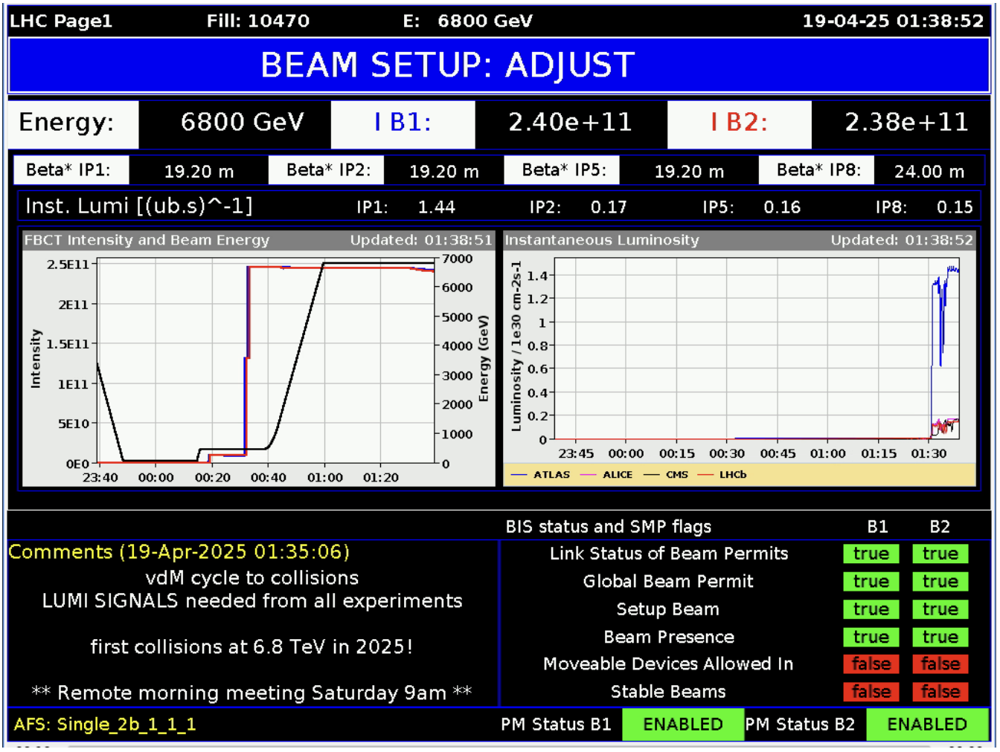 LHC Page1 Fill: 10470 E: 6800 GeV 19-04-25 01:38:52
BEAM SETUP: ADJUST
Energy: 6800 GeV I B1: 2.40e+11 I B2: 2.38e+11
Beta* IP1: 19.20 m Beta* IP2: 19.20 m Beta* IP5: 19.20 m Beta* IP8: 24.00 m
Inst. Lumi [(ub.s)^-1] IP1: 1.44 IP2: 0.17 IP5: 0.16 IP8: 0.15
FBCT Intensity and Beam Energy Updated: 01:38:51
Intensity
2.5E11
2E11
1.5E11
1E11
5E10
0E0
7000
6000
5000
4000
3000
2000
1000
0
Energy (GeV)
23:40 00:00 00:20 00:40 01:00 01:20
Instantaneous Luminosity Updated: 01:38:52
Luminosity / 1e30 cm-2s-1
1.4
1.2
1
0.8
0.6
0.4
0.2
0
23:45 00:00 00:15 00:30 00:45 01:00 01:15 01:30
ATLAS ALICE CMS LHCb
Comments (19-Apr-2025 01:35:06)
vdM cycle to collisions
LUMI SIGNALS needed from all experiments
first collisions at 6.8 TeV in 2025!
** Remote morning meeting Saturday 9am **
BIS status and SMP flags B1 B2
Link Status of Beam Permits true true
Global Beam Permit true true
Setup Beam true true
Beam Presence true true
Moveable Devices Allowed In false false
Stable Beams false false
AFS: Single_2b_1_1_1 PM Status B1 ENABLED PM Status B2 ENABLED